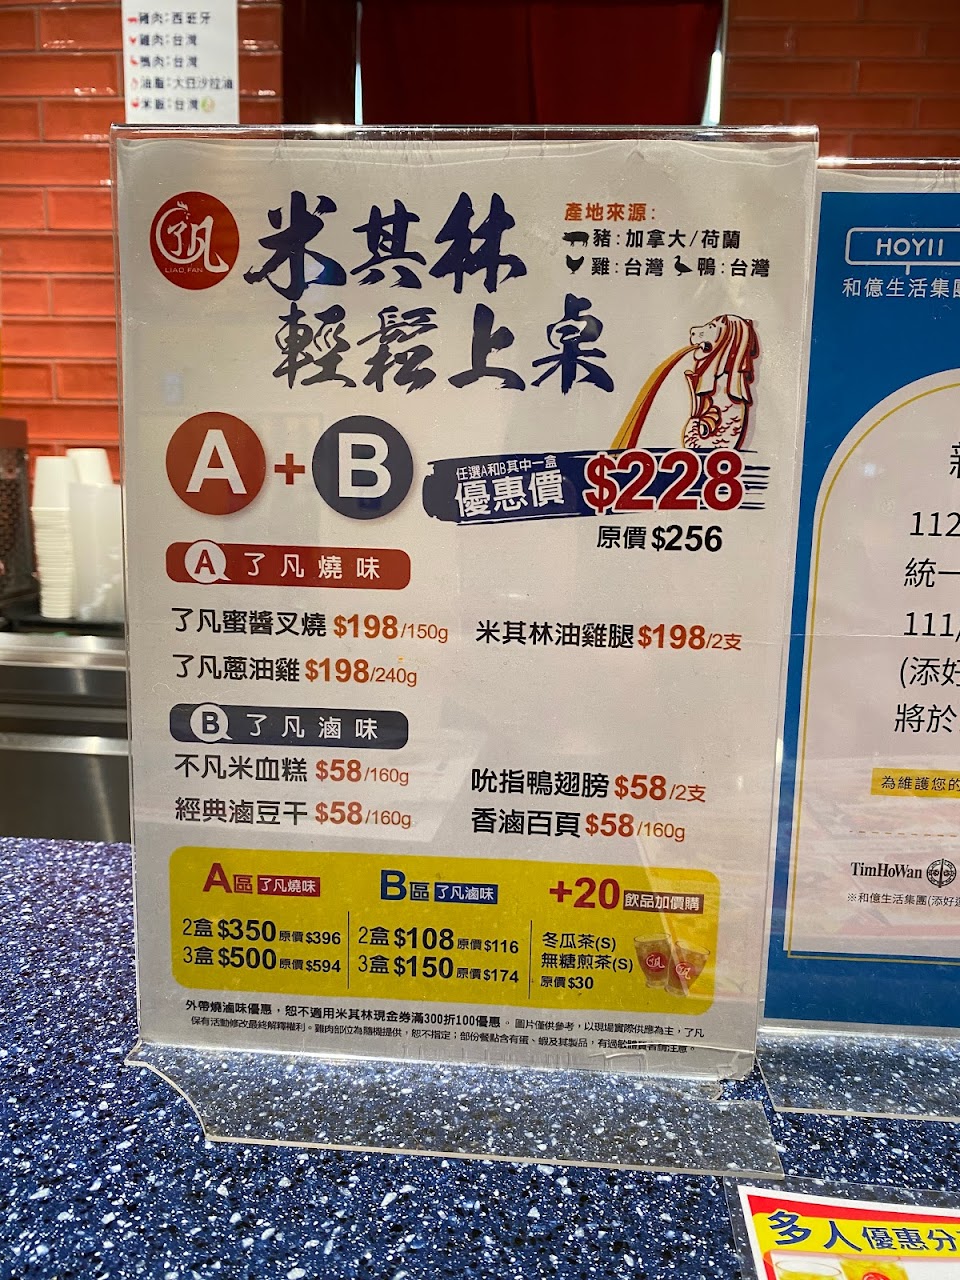 豬肉:西班牙
雞肉:台灣
鴨肉:台灣
油脂:大豆沙拉油
米飯:台灣
了凡
LIAO FAN
米其林
輕鬆上桌
產地來源:
豬:加拿大/荷蘭
雞:台灣 鴨:台灣
A+B
任選A和B其中一盒
優惠價 $228
原價 $256
A 了凡燒味
了凡蜜醬叉燒 $198/150g
米其林油雞腿 $198/2支
了凡蔥油雞 $198/240g
B 了凡滷味
不凡米血糕 $58/160g
吮指鴨翅膀 $58/2支
經典滷豆干 $58/160g
香滷百頁 $58/160g
A區 了凡燒味
2盒 $350 原價 $396
3盒 $500 原價 $594
B區 了凡滷味
2盒 $108 原價 $116
3盒 $150 原價 $174
+20 飲品加價購
冬瓜茶(S)
無糖煎茶(S)
原價 $30
外帶燒滷味優惠，恕不適用米其林現金券滿300折100優惠。圖片僅供參考，以現場實際供應為主，了凡
保有活動修改最終解釋權利。雞肉部位為隨機提供，恕不指定；部份餐點含有蛋、蝦及其製品，有過敏體質者請注意。
HOYII
和億生活集團
112
統一
111/
(添好
將於
為維護您的
TimHoWan
※和億生活集團(添好運
多人優惠分